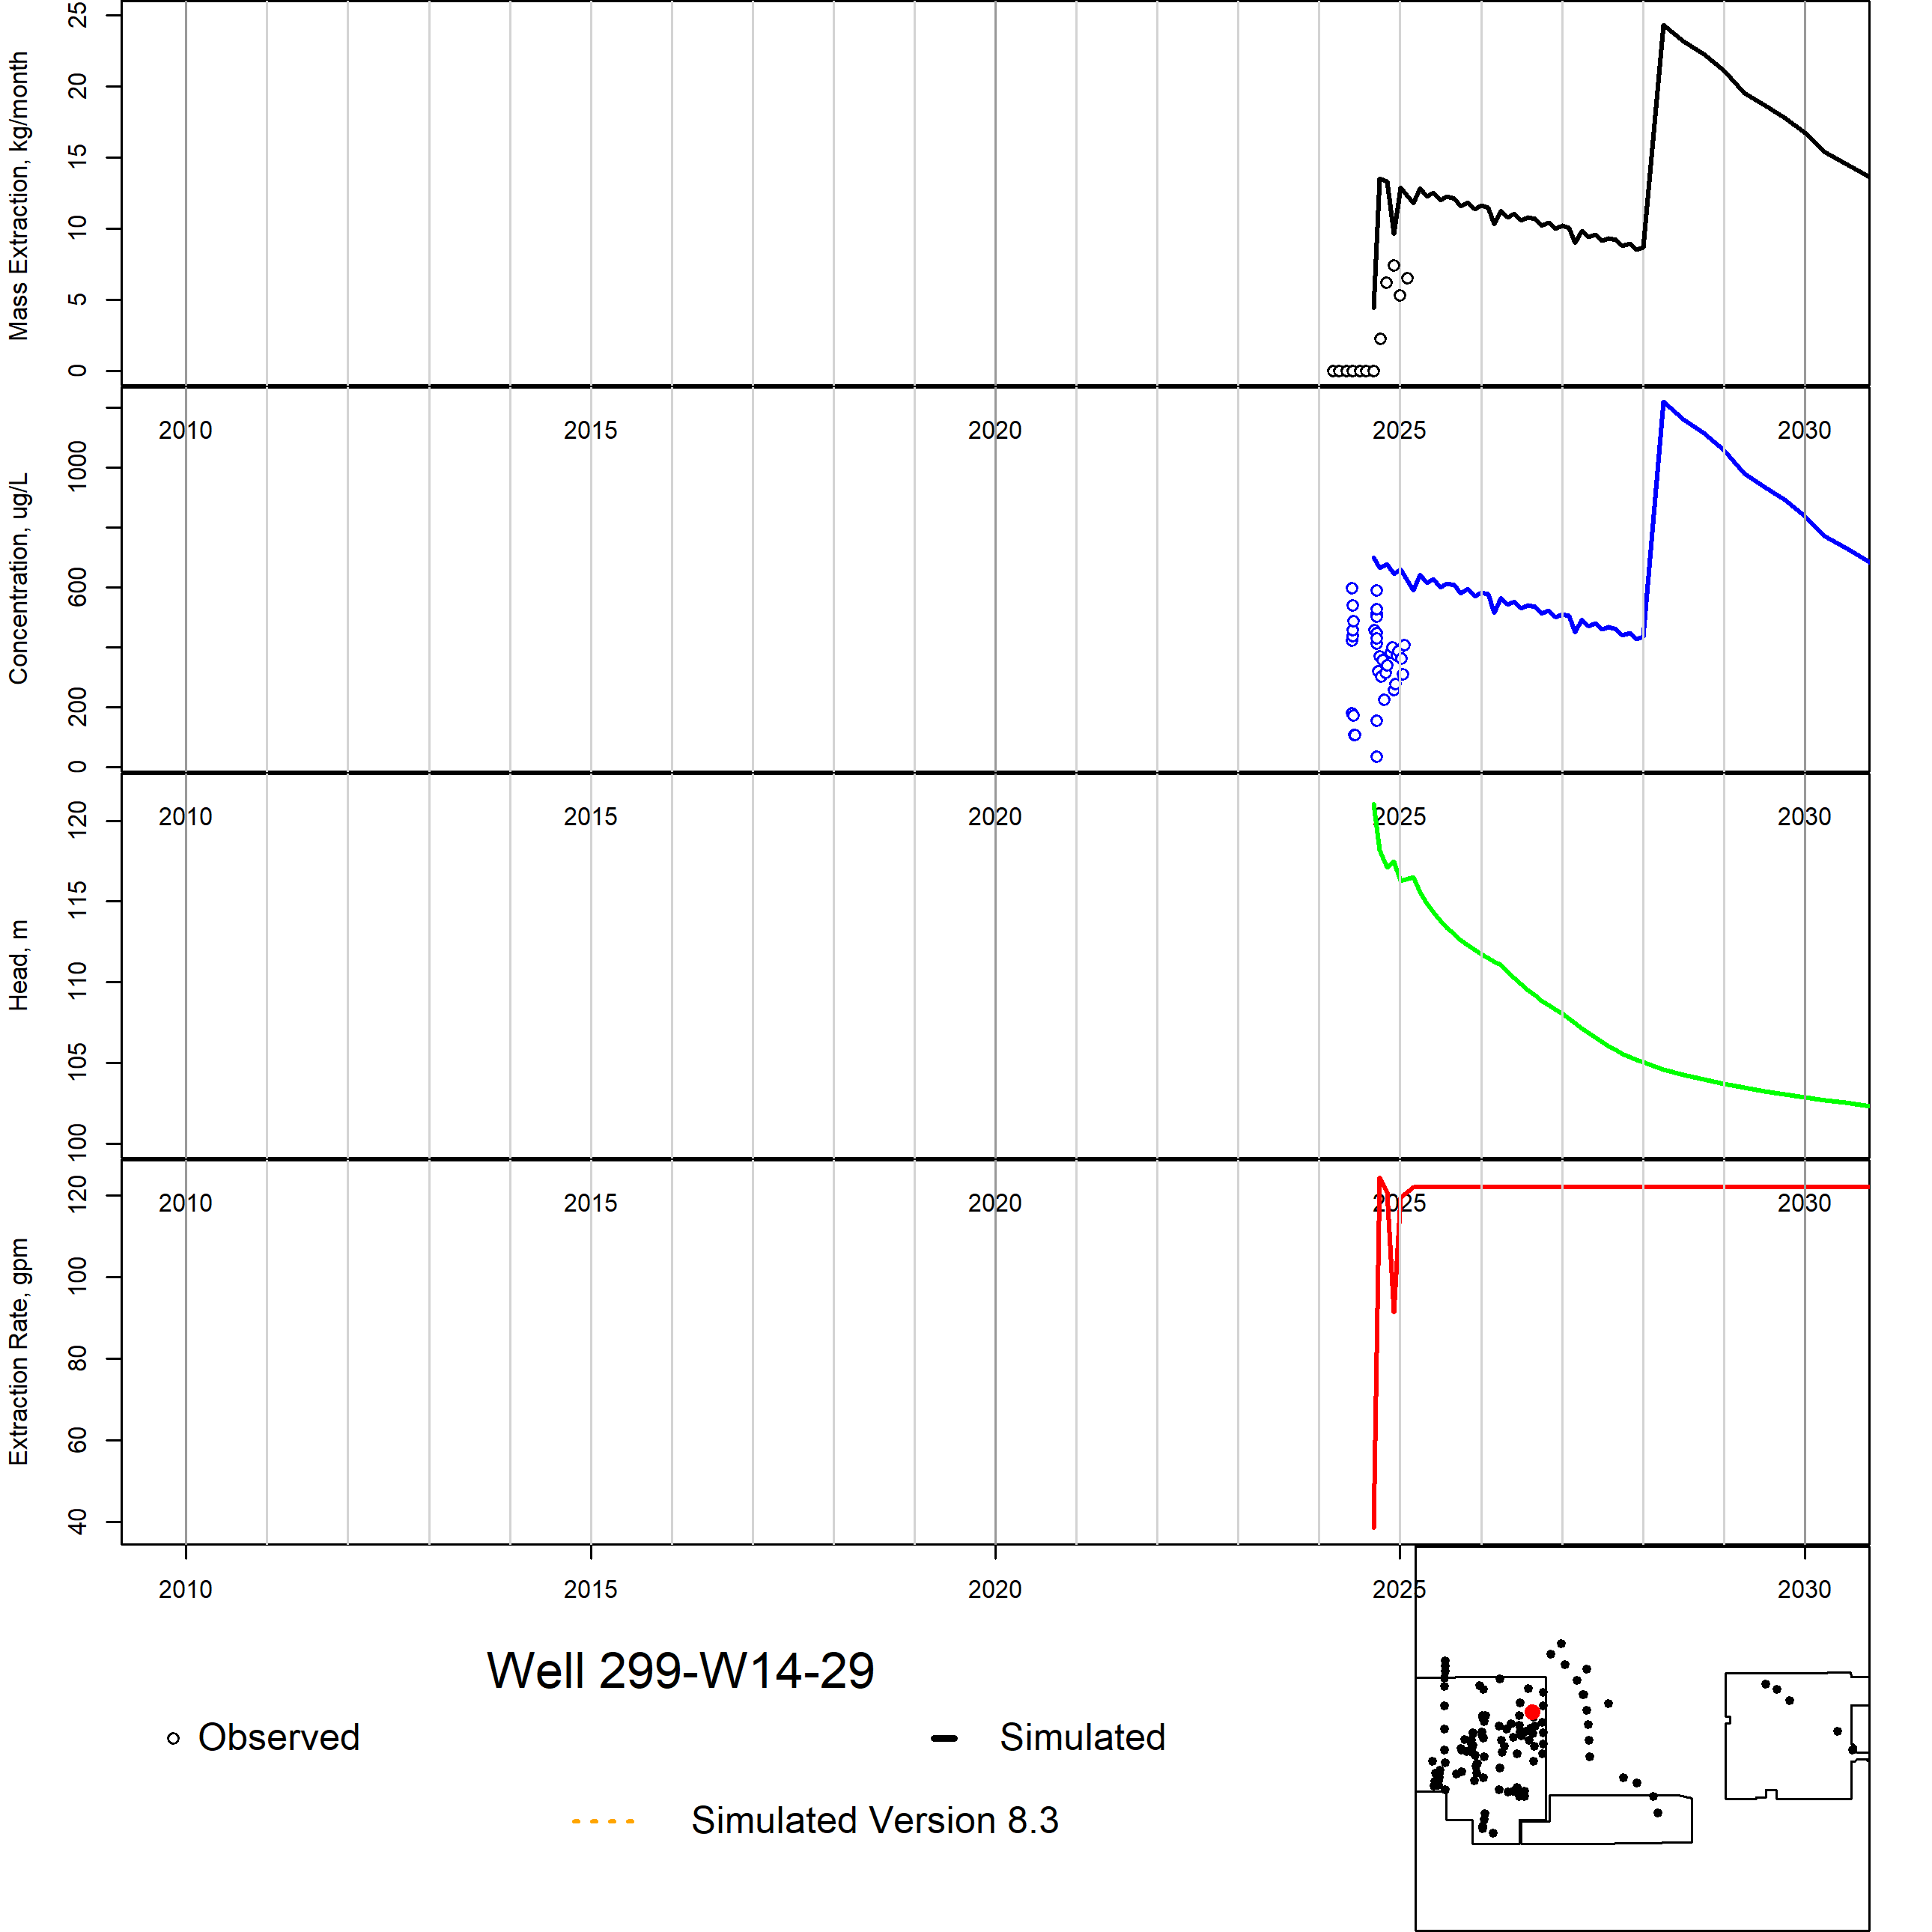 Mass Extraction, kg/month
25
20
15
10
5
0
2010 2015 2020 2025 2030
Concentration, ug/L
1000
600
200
0
2010 2015 2020 2025 2030
Head, m
120
115
110
105
100
2010 2015 2020 2025 2030
Extraction Rate, gpm
120
100
80
60
40
2010 2015 2020 2025 2030
Well 299-W14-29
Observed
Simulated
Simulated Version 8.3